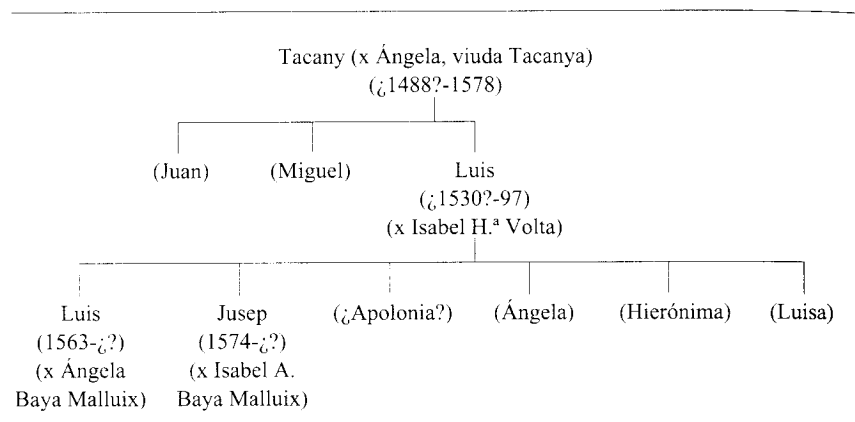 Tacany (x Ángela, viuda Tacanya)
(¿1488?-1578)
(Juan) (Miguel) Luis
(¿1530?-97)
(x Isabel H.ª Volta)
Luis Jusep (¿Apolonia?) (Ángela) (Hierónima) (Luisa)
(1563-¿?) (1574-¿?)
(x Ángela (x Isabel A.
Baya Malluix) Baya Malluix)